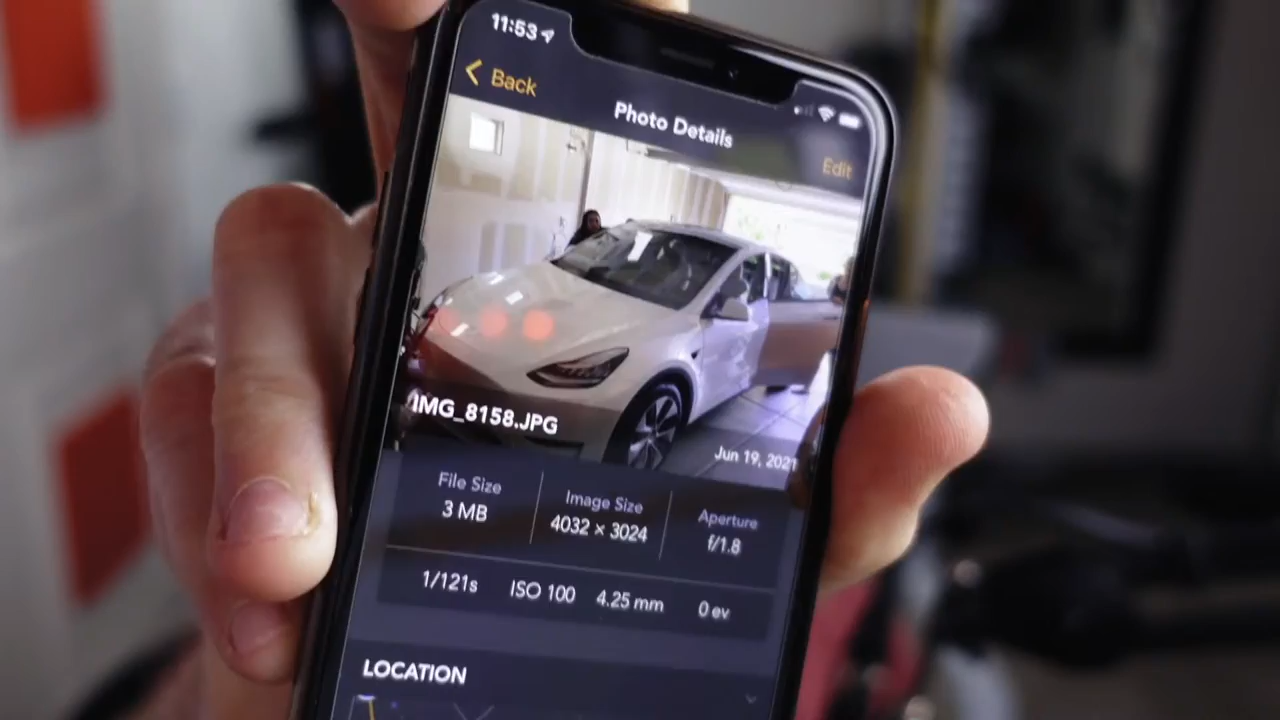 11:53
Back
Photo Details
Edit
IMG_8158.JPG
Jun 19, 2021
File Size
3 MB
Image Size
4032 × 3024
Aperture
f/1.8
1/121s
ISO 100
4.25 mm
0 ev
LOCATION